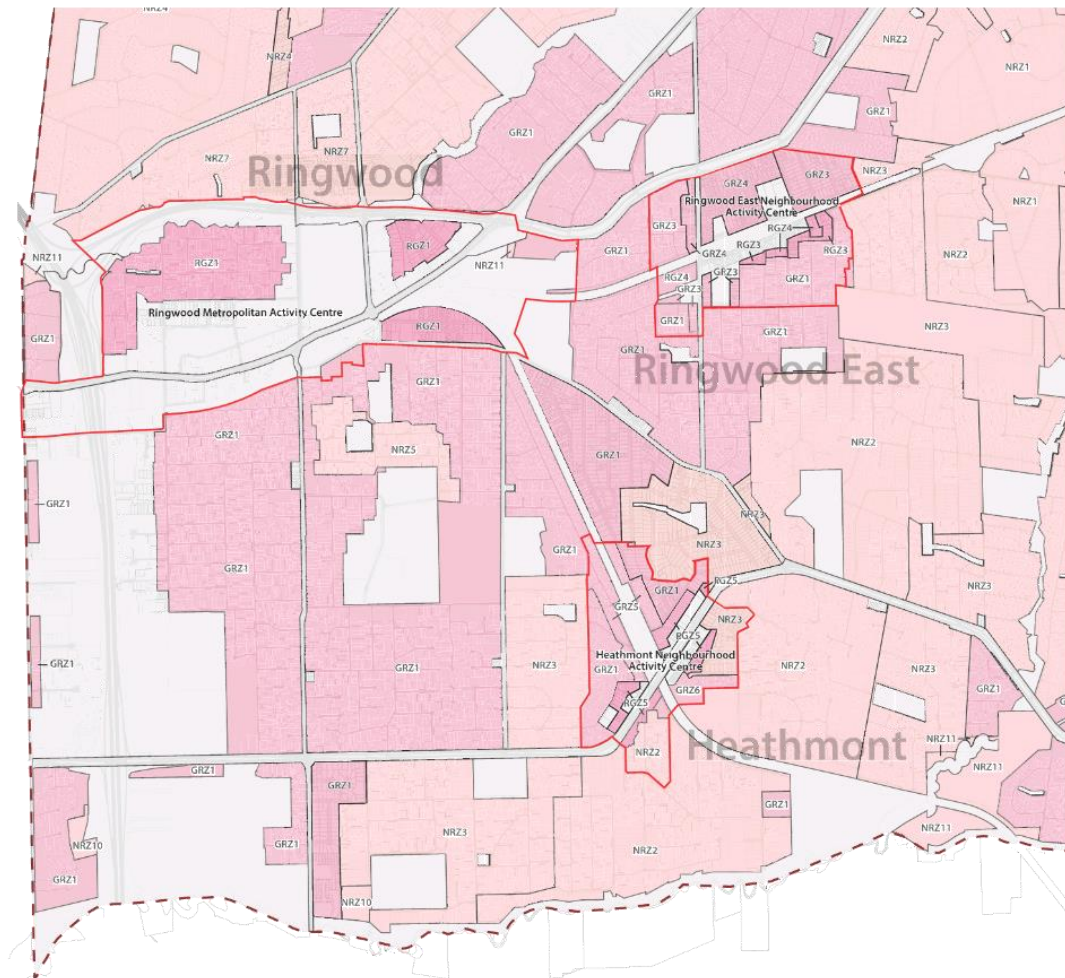 NRZ4
NRZ4
GRZ1
NRZ2
NRZ1
GRZ1
GRZ1
NRZ7
NRZ7
Ringwood
GRZ1
NRZ3
NRZ1
GRZ4
GRZ3
Ringwood East Neighbourhood
Activity Centre
RGZ4
GRZ3
RGZ3
RGZ3
GRZ4
GRZ1
NRZ2
NRZ11
RGZ1
RGZ1
NRZ11
RGZ4
GRZ3
GRZ3
GRZ1
Ringwood Metropolitan Activity Centre
GRZ1
RGZ1
GRZ1
GRZ1
NRZ3
GRZ1
Ringwood East
GRZ1
GRZ1
NRZ5
GRZ1
NRZ2
GRZ1
NRZ3
NRZ3
GRZ1
GRZ1
GRZ1
RGZ5
NRZ3
GRZ5
RGZ5
NRZ3
GRZ1
GRZ1
NRZ3
Heathmont Neighbourhood
Activity Centre
GRZ1
NRZ2
NRZ3
GRZ1
GRZ6
RGZ5
NRZ2
Heathmont
NRZ11
NRZ11
GRZ1
GRZ1
GRZ1
NRZ3
NRZ2
NRZ11
NRZ10
GRZ1
GRZ1
NRZ10